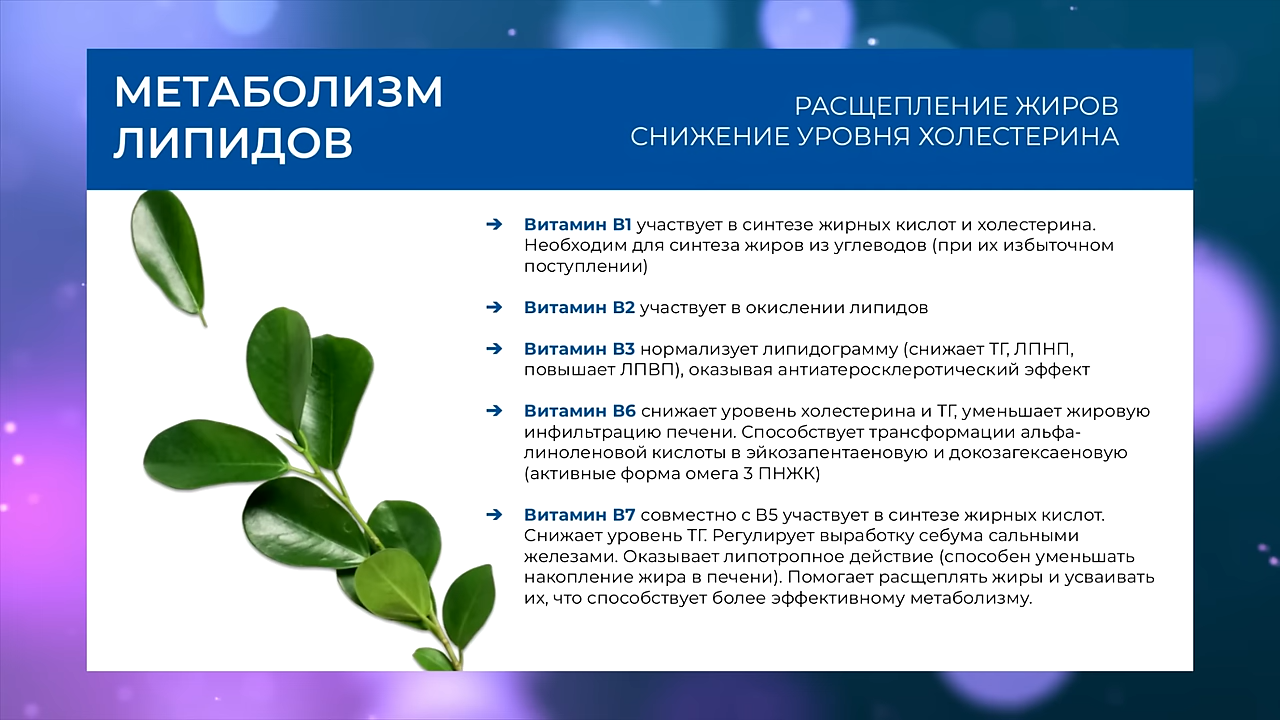 МЕТАБОЛИЗМ
ЛИПИДОВ
РАСЩЕПЛЕНИЕ ЖИРОВ
СНИЖЕНИЕ УРОВНЯ ХОЛЕСТЕРИНА
➔ Витамин В1 участвует в синтезе жирных кислот и холестерина.
Необходим для синтеза жиров из углеводов (при их избыточном
поступлении)
➔ Витамин В2 участвует в окислении липидов
➔ Витамин В3 нормализует липидограмму (снижает ТГ, ЛПНП,
повышает ЛПВП), оказывая антиатеросклеротический эффект
➔ Витамин В6 снижает уровень холестерина и ТГ, уменьшает жировую
инфильтрацию печени. Способствует трансформации альфа-
линоленовой кислоты в эйкозапентаеновую и докозагексаеновую
(активные форма омега 3 ПНЖК)
➔ Витамин В7 совместно с В5 участвует в синтезе жирных кислот.
Снижает уровень ТГ. Регулирует выработку себума сальными
железами. Оказывает липотропное действие (способен уменьшать
накопление жира в печени). Помогает расщеплять жиры и усваивать
их, что способствует более эффективному метаболизму.